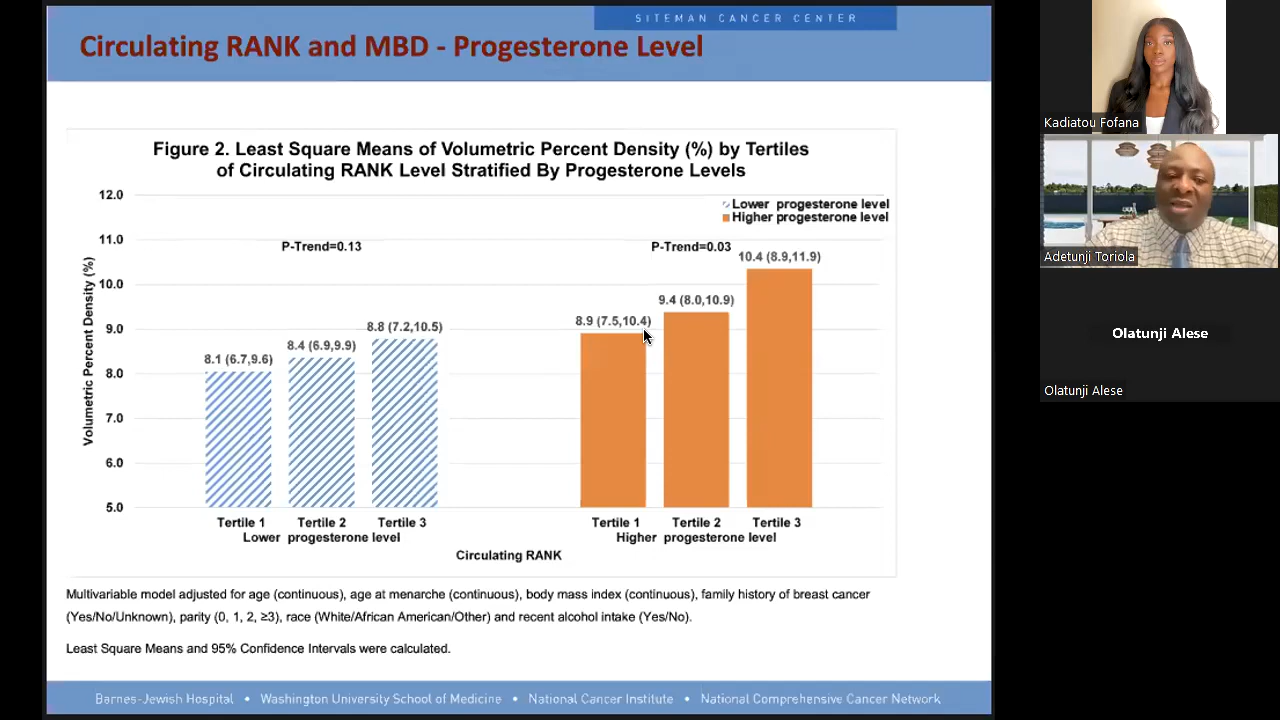 SITEMAN CANCER CENTER
Circulating RANK and MBD - Progesterone Level
Figure 2. Least Square Means of Volumetric Percent Density (%) by Tertiles
of Circulating RANK Level Stratified By Progesterone Levels
Lower progesterone level
Higher progesterone level
P-Trend=0.13
P-Trend=0.03
Volumetric Percent Density (%)
12.0
11.0
10.0
9.0
8.0
7.0
6.0
5.0
8.1 (6.7,9.6)
8.4 (6.9,9.9)
8.8 (7.2,10.5)
8.9 (7.5,10.4)
9.4 (8.0,10.9)
10.4 (8.9,11.9)
Tertile 1 Tertile 2 Tertile 3
Lower progesterone level
Tertile 1 Tertile 2 Tertile 3
Higher progesterone level
Circulating RANK
Multivariable model adjusted for age (continuous), age at menarche (continuous), body mass index (continuous), family history of breast cancer
(Yes/No/Unknown), parity (0, 1, 2, ≥3), race (White/African American/Other) and recent alcohol intake (Yes/No).
Least Square Means and 95% Confidence Intervals were calculated.
Barnes-Jewish Hospital • Washington University School of Medicine • National Cancer Institute • National Comprehensive Cancer Network
Kadiatou Fofana
Adetunji Toriola
Olatunji Alese
Olatunji Alese